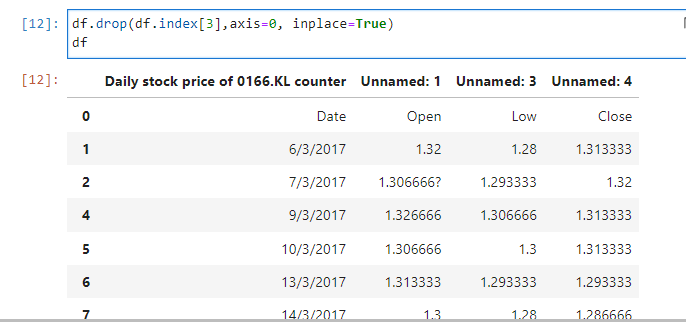 [12]: df.drop(df.index[3],axis=0, inplace=True)
df
[12]: Daily stock price of 0166.KL counter Unnamed: 1 Unnamed: 3 Unnamed: 4
0 Date Open Low Close
1 6/3/2017 1.32 1.28 1.313333
2 7/3/2017 1.306666? 1.293333 1.32
4 9/3/2017 1.326666 1.306666 1.313333
5 10/3/2017 1.306666 1.3 1.313333
6 13/3/2017 1.313333 1.293333 1.293333
7 14/3/2017 1.3 1.28 1.286666